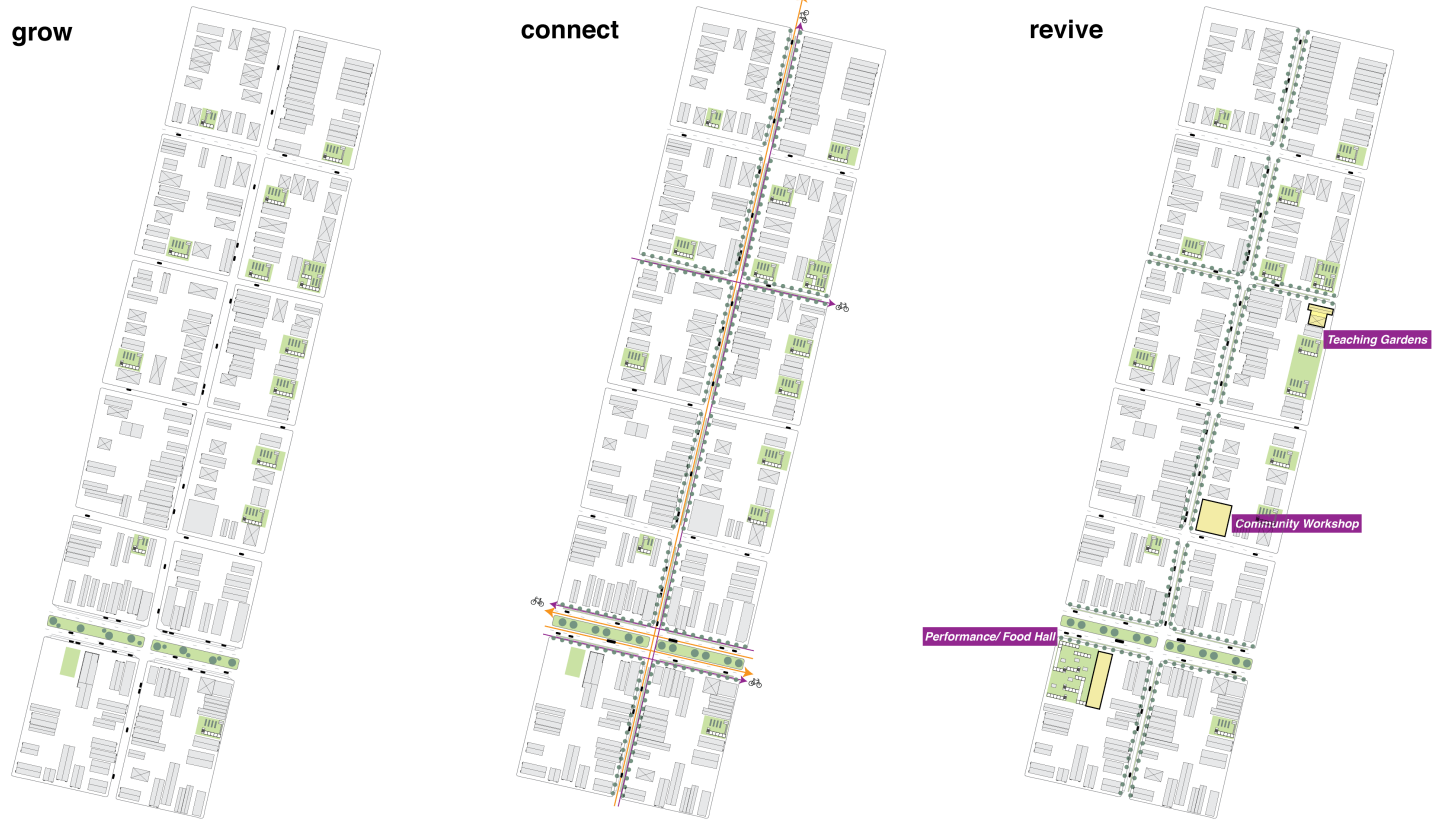 grow
connect
revive
Teaching Gardens
Community Workshop
Performance/ Food Hall